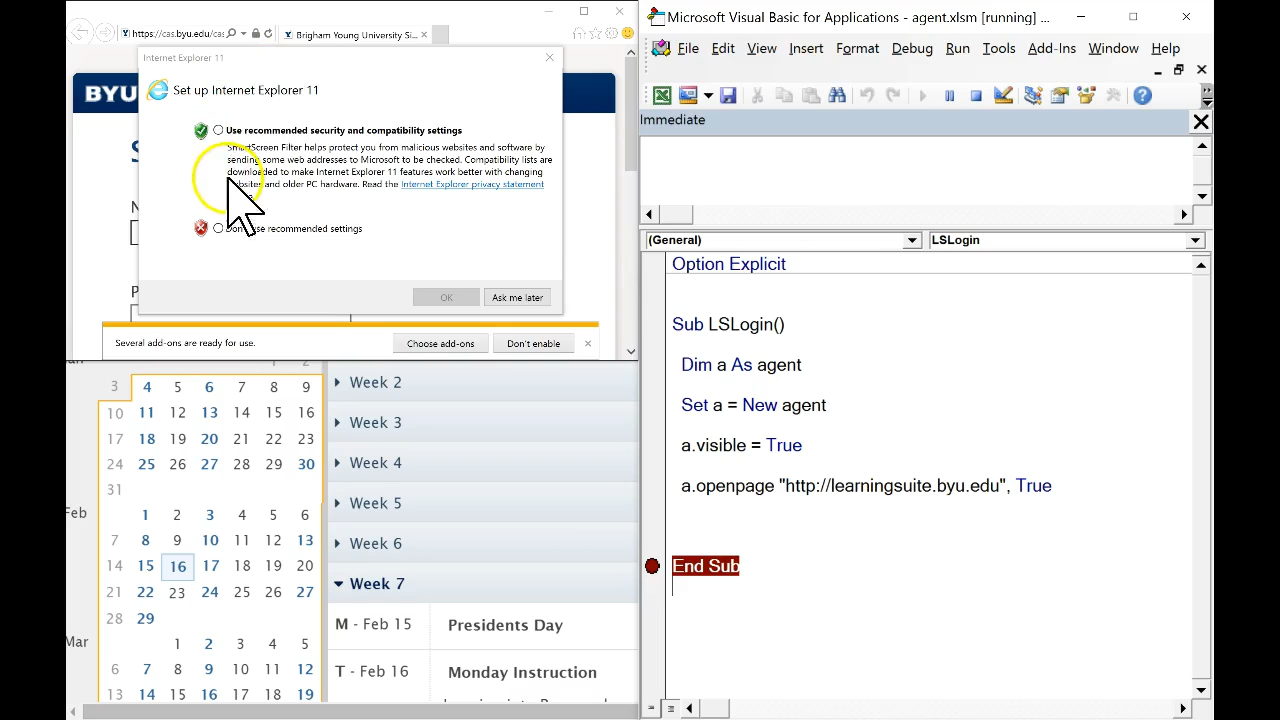 https://cas.byu.edu/cas
Brigham Young University Si...
Internet Explorer 11
Set up Internet Explorer 11
Use recommended security and compatibility settings
SmartScreen Filter helps protect you from malicious websites and software by
sending some web addresses to Microsoft to be checked. Compatibility lists are
downloaded to make Internet Explorer 11 features work better with changing
websites and older PC hardware. Read the Internet Explorer privacy statement
use recommended settings
OK
Ask me later
BYU
S
N
P
Several add-ons are ready for use.
Choose add-ons
Don't enable
1 2
3 4 5 6 7 8 9
10 11 12 13 14 15 16
17 18 19 20 21 22 23
24 25 26 27 28 29 30
31
Feb
1 2 3 4 5 6
7 8 9 10 11 12 13
14 15 16 17 18 19 20
21 22 23 24 25 26 27
28 29
Mar
1 2 3 4 5
6 7 8 9 10 11 12
13 14 15 16 17 18 19
Week 2
Week 3
Week 4
Week 5
Week 6
Week 7
M - Feb 15 Presidents Day
T - Feb 16 Monday Instruction
Microsoft Visual Basic for Applications - agent.xlsm [running] ...
File Edit View Insert Format Debug Run Tools Add-Ins Window Help
Immediate
(General)
LSLogin
Option Explicit
Sub LSLogin()
Dim a As agent
Set a = New agent
a.visible = True
a.openpage "http://learningsuite.byu.edu", True
End Sub